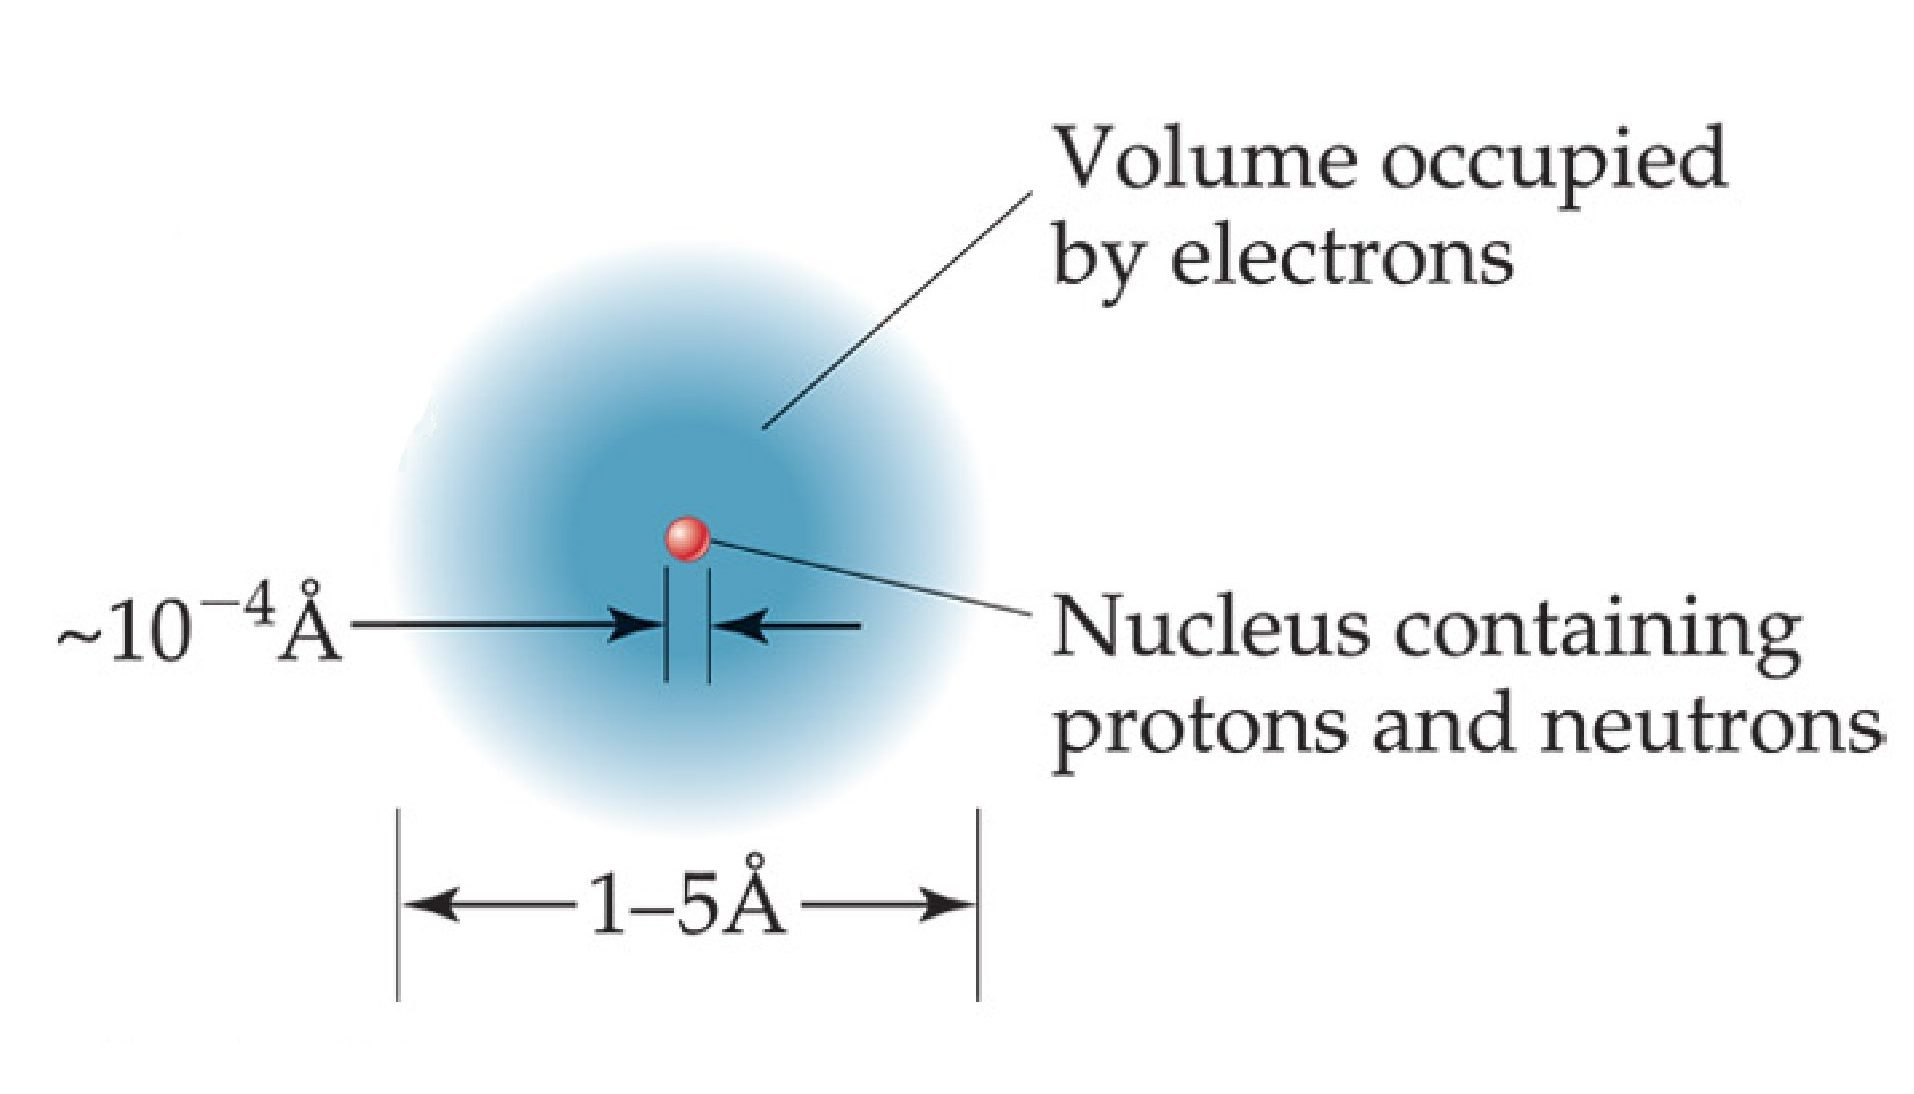 Volume occupied
by electrons
~10⁻⁴Å
Nucleus containing
protons and neutrons
1–5Å